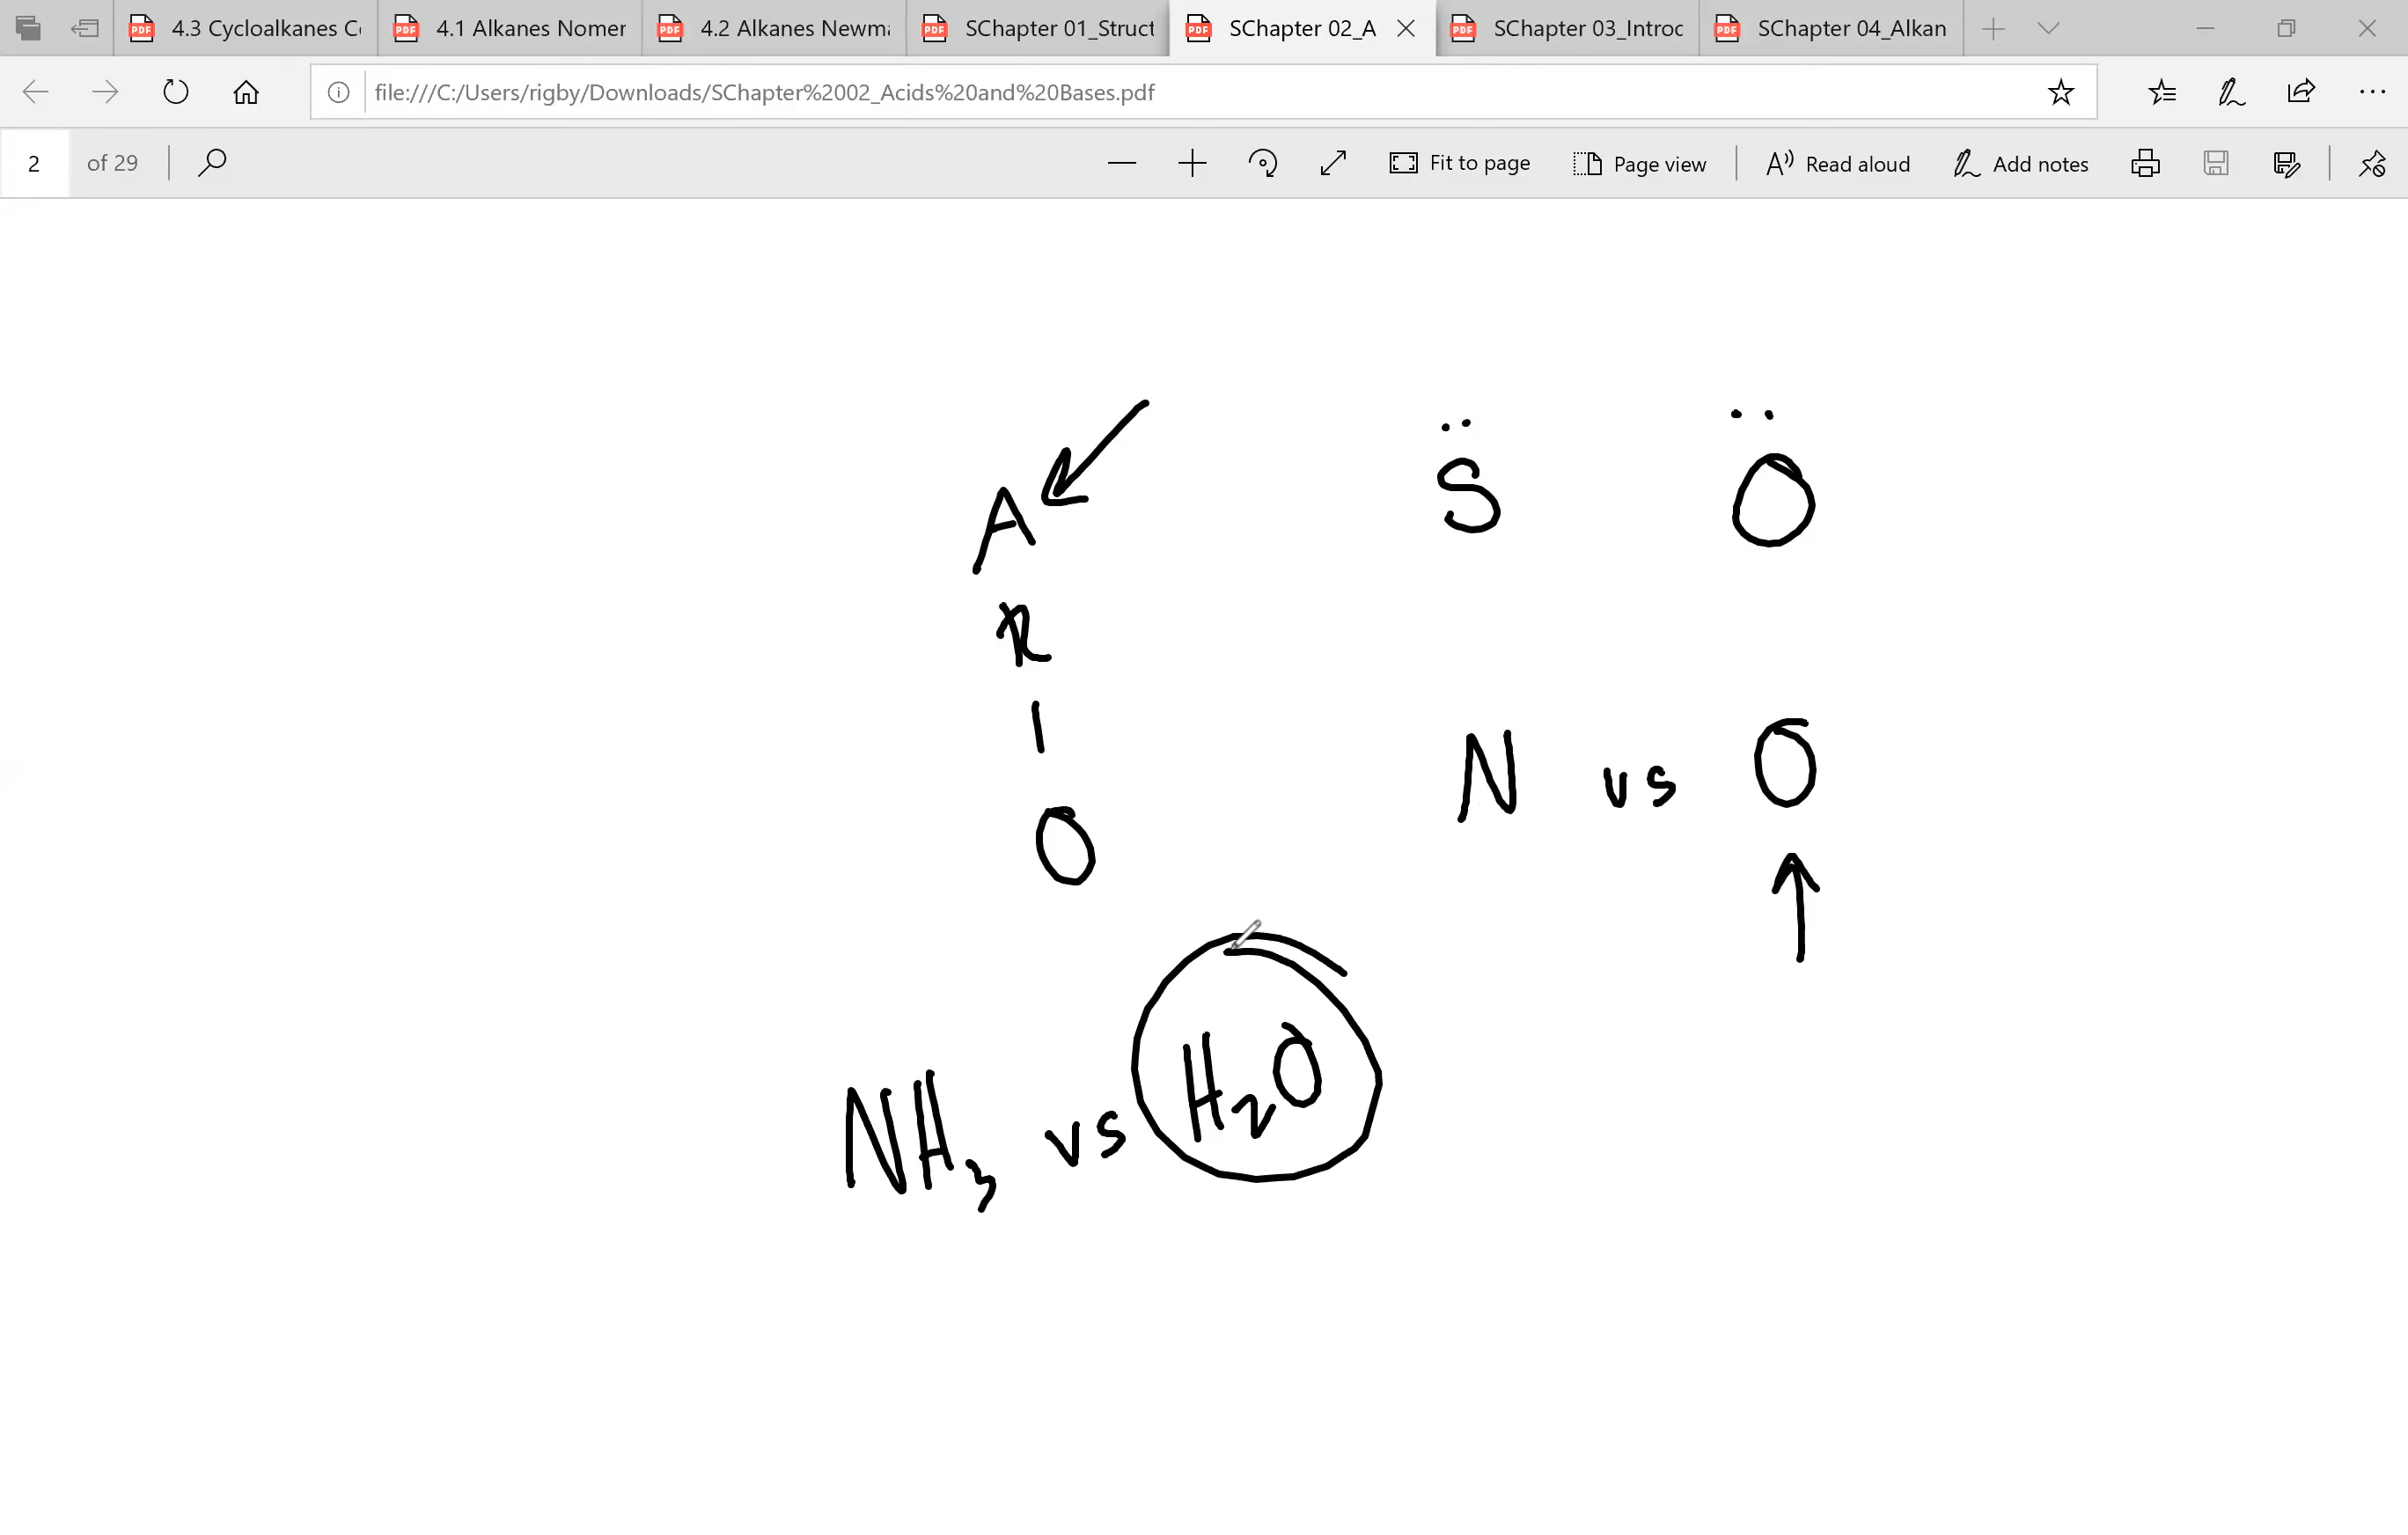 4.3 Cycloalkanes C
4.1 Alkanes Nomer
4.2 Alkanes Newma
SChapter 01_Struct
SChapter 02_A
SChapter 03_Introc
SChapter 04_Alkan
file:///C:/Users/rigby/Downloads/SChapter%2002_Acids%20and%20Bases.pdf
2 of 29
Fit to page
Page view
Read aloud
Add notes
A
R
I
O
S̈ Ö
N vs O
NH₃ vs H₂O